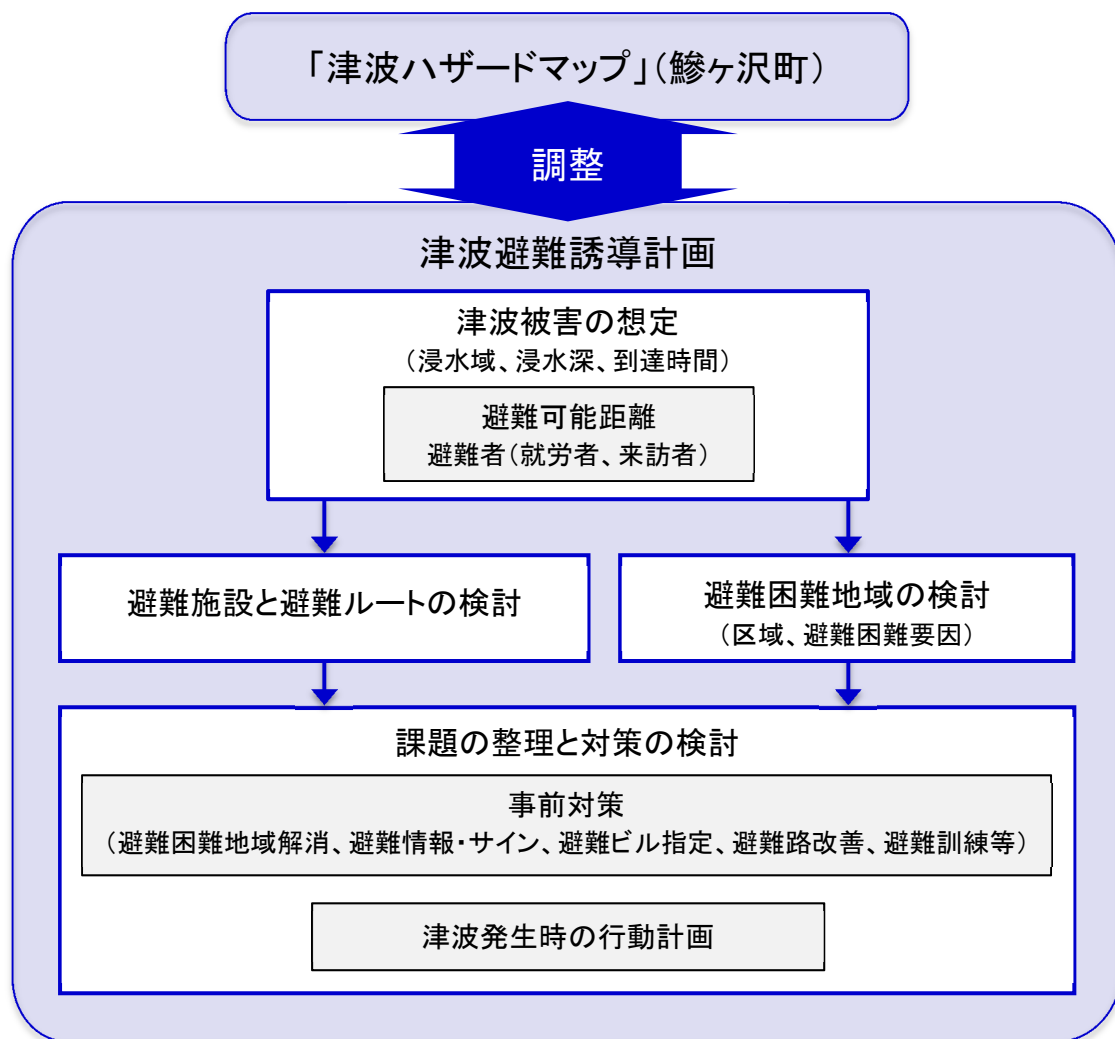 「津波ハザードマップ」(鰺ヶ沢町)
調整
津波避難誘導計画
津波被害の想定
(浸水域、浸水深、到達時間)
避難可能距離
避難者(就労者、来訪者)
避難施設と避難ルートの検討
避難困難地域の検討
(区域、避難困難要因)
課題の整理と対策の検討
事前対策
(避難困難地域解消、避難情報・サイン、避難ビル指定、避難路改善、避難訓練等)
津波発生時の行動計画